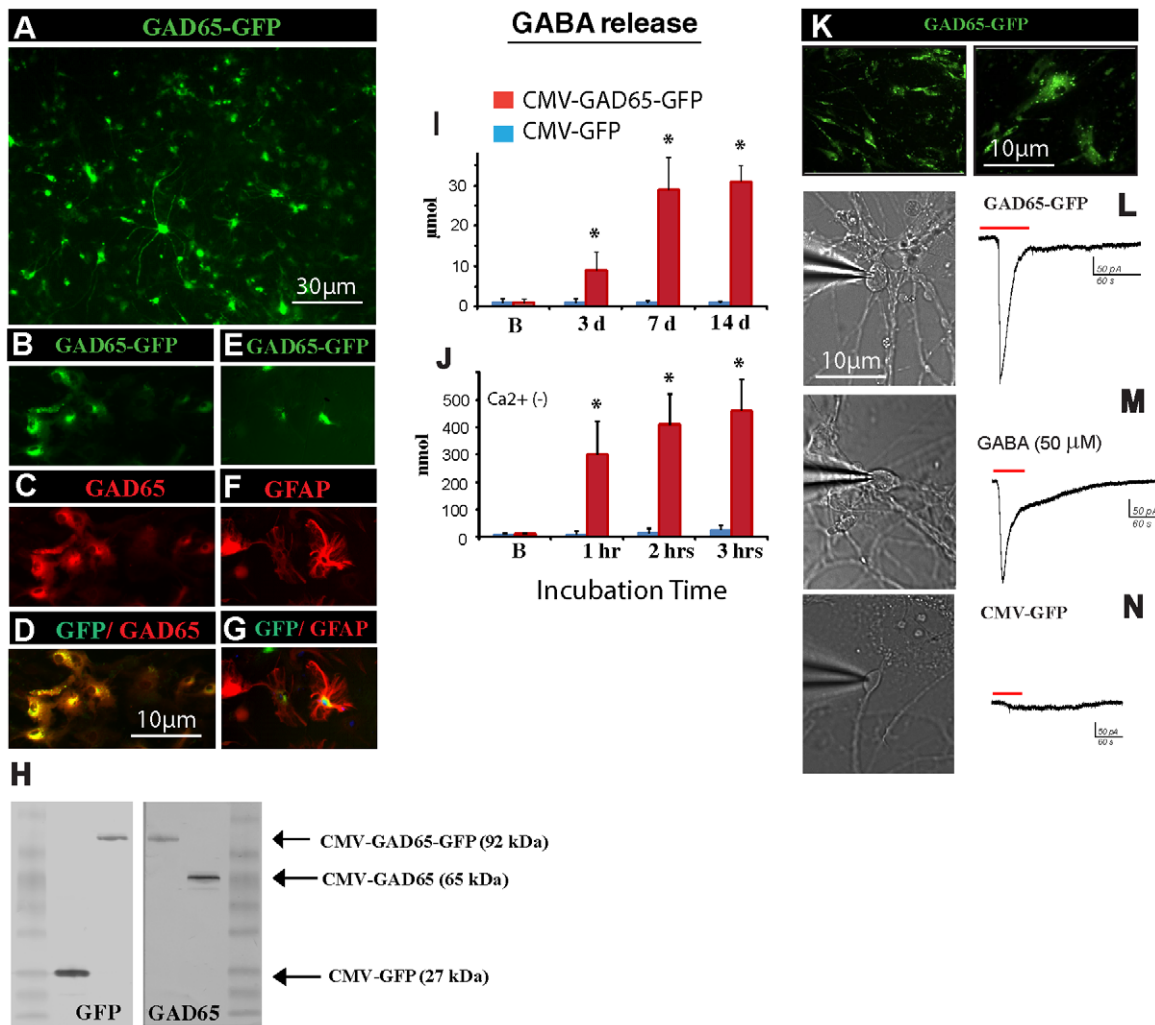 A
GAD65-GFP
30µm
B
GAD65-GFP
E
GAD65-GFP
C
GAD65
F
GFAP
D
GFP/ GAD65
10µm
G
GFP/ GFAP
H
GFP
GAD65
CMV-GAD65-GFP (92 kDa)
CMV-GAD65 (65 kDa)
CMV-GFP (27 kDa)
GABA release
I
CMV-GAD65-GFP
CMV-GFP
µmol
30
20
10
0
*
*
*
B
3 d
7 d
14 d
J
Ca2+ (-)
nmol
500
400
300
200
100
0
*
*
*
B
1 hr
2 hrs
3 hrs
Incubation Time
K
GAD65-GFP
10µm
L
GAD65-GFP
50 pA
60 s
10µm
M
GABA (50 µM)
50 pA
60 s
N
CMV-GFP
50 pA
60 s